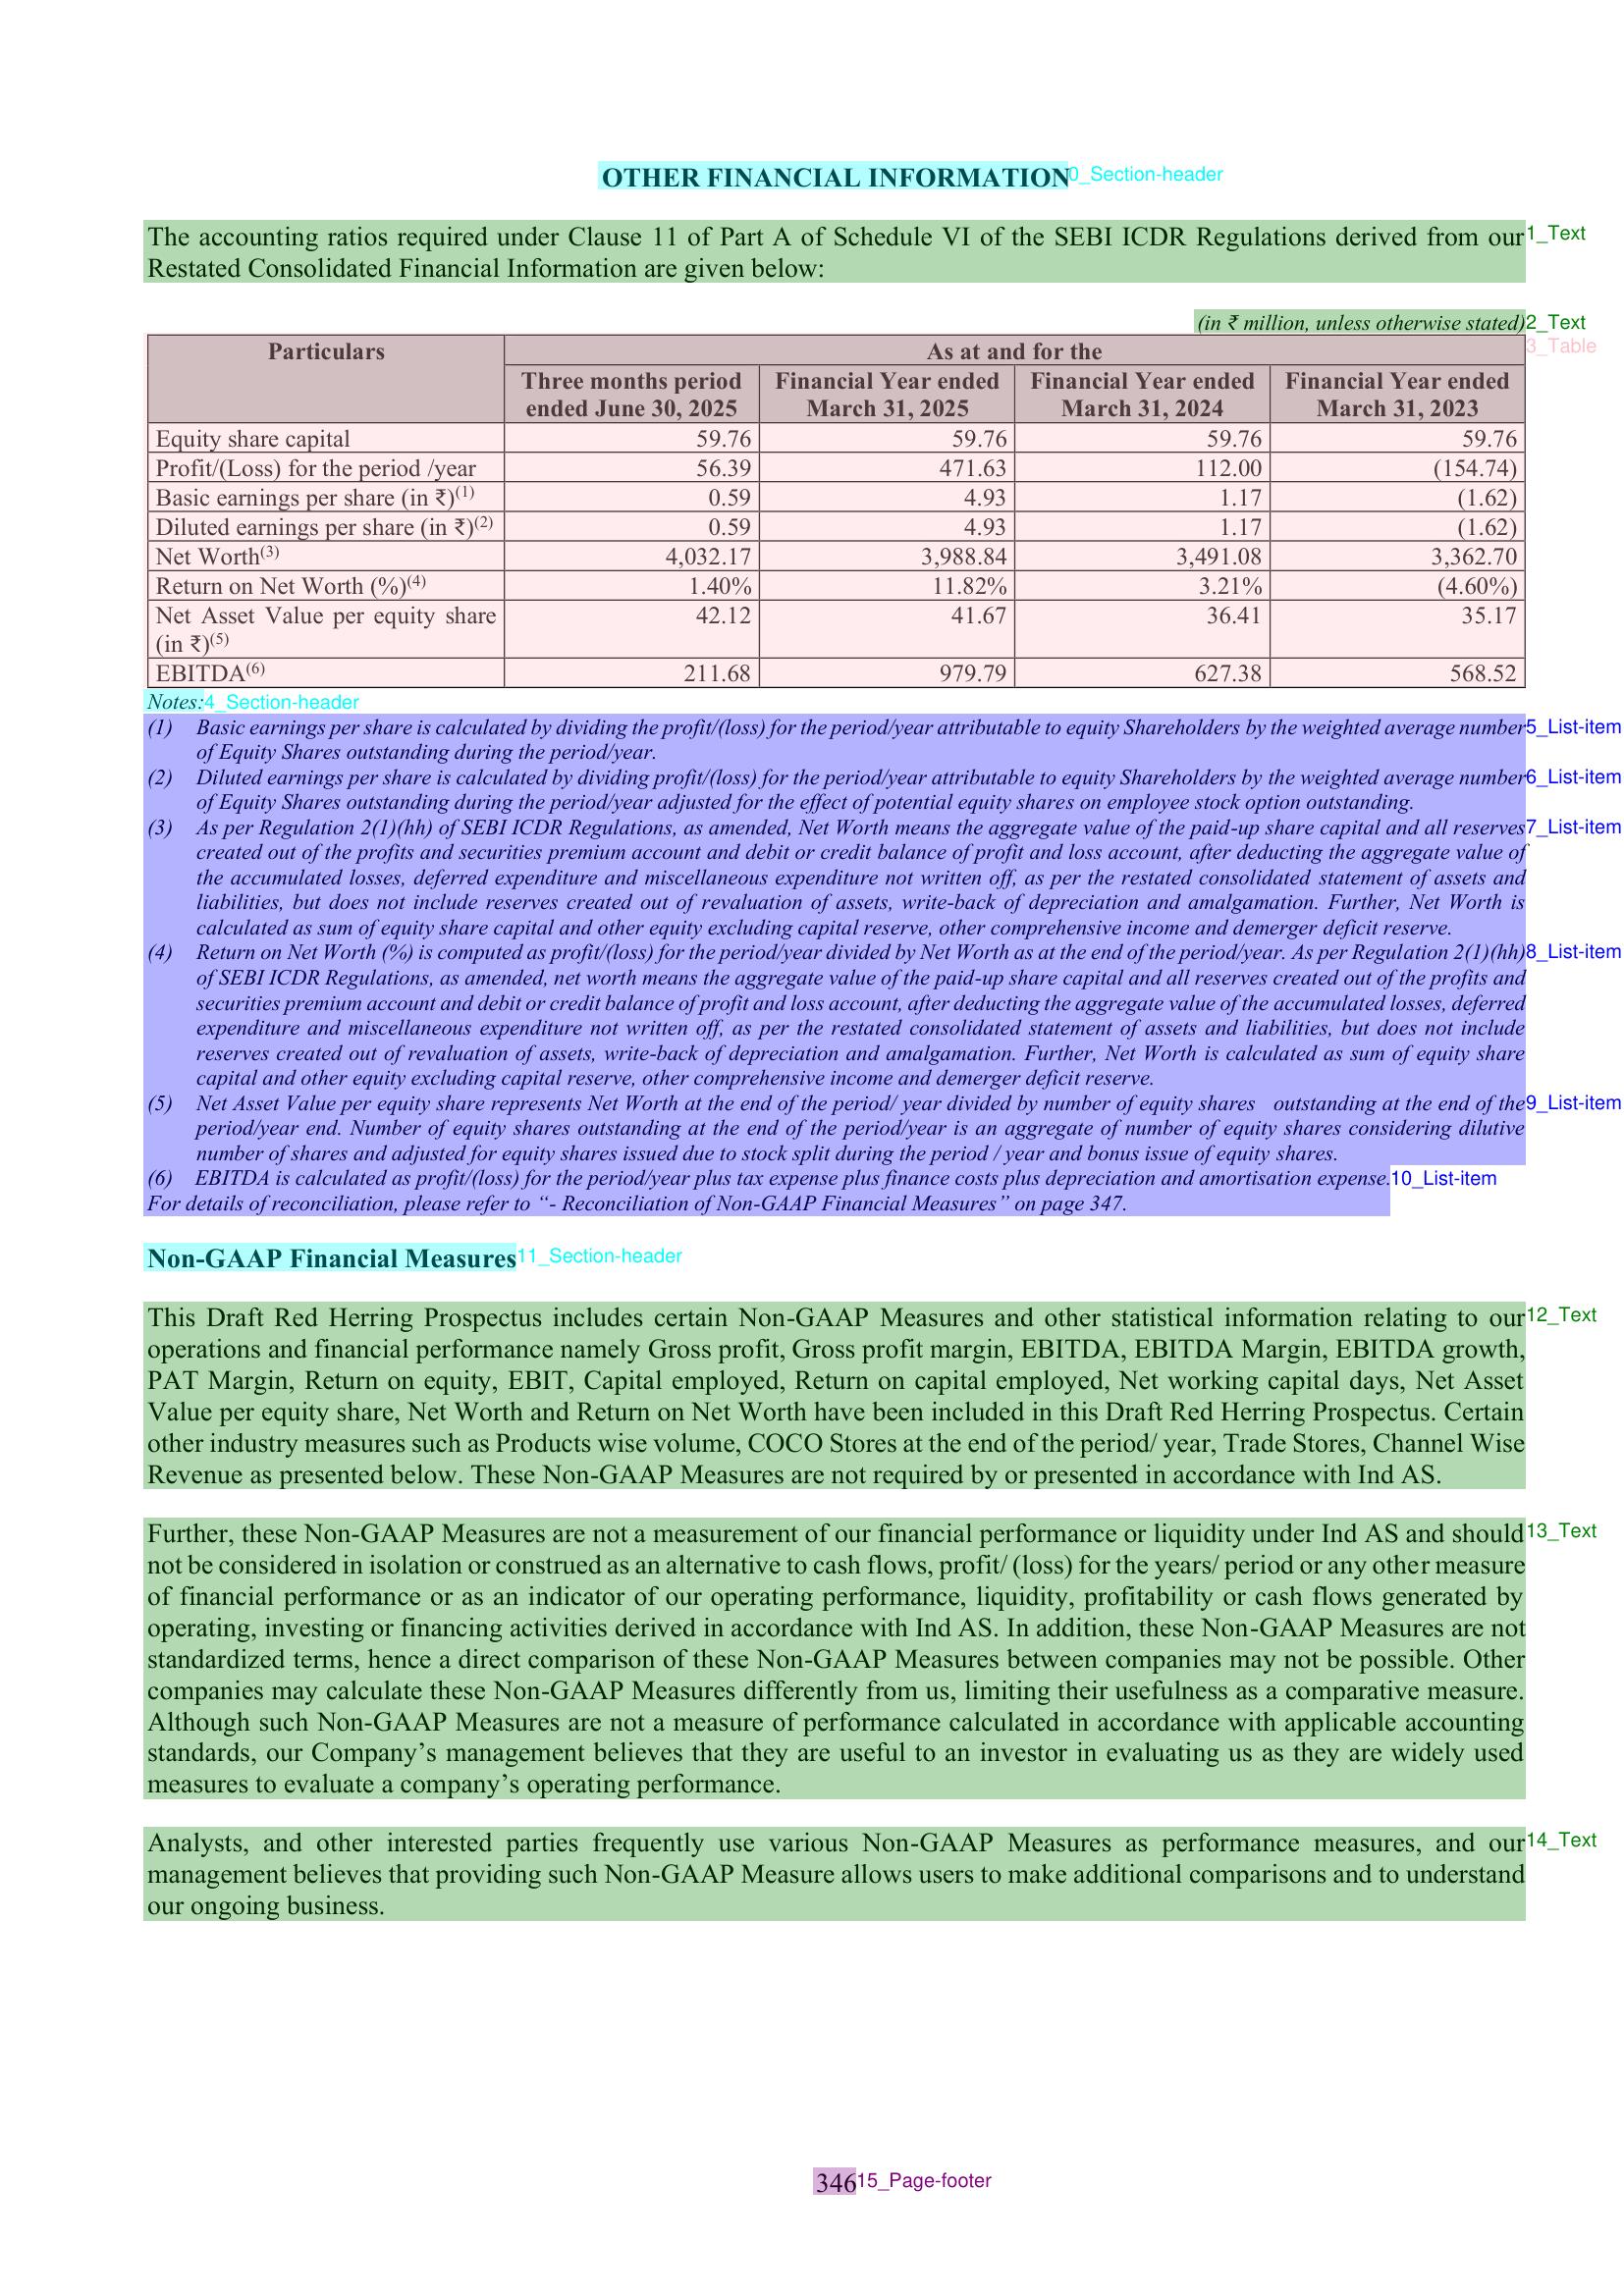 OTHER FINANCIAL INFORMATION 0_Section-header
The accounting ratios required under Clause 11 of Part A of Schedule VI of the SEBI ICDR Regulations derived from our 1_Text
Restated Consolidated Financial Information are given below:
(in ₹ million, unless otherwise stated) 2_Text
Particulars As at and for the 3_Table
Three months period Financial Year ended Financial Year ended Financial Year ended
ended June 30, 2025 March 31, 2025 March 31, 2024 March 31, 2023
Equity share capital 59.76 59.76 59.76 59.76
Profit/(Loss) for the period /year 56.39 471.63 112.00 (154.74)
Basic earnings per share (in ₹)(1) 0.59 4.93 1.17 (1.62)
Diluted earnings per share (in ₹)(2) 0.59 4.93 1.17 (1.62)
Net Worth(3) 4,032.17 3,988.84 3,491.08 3,362.70
Return on Net Worth (%)(4) 1.40% 11.82% 3.21% (4.60%)
Net Asset Value per equity share 42.12 41.67 36.41 35.17
(in ₹)(5)
EBITDA(6) 211.68 979.79 627.38 568.52
Notes: 4_Section-header
(1) Basic earnings per share is calculated by dividing the profit/(loss) for the period/year attributable to equity Shareholders by the weighted average number 5_List-item
of Equity Shares outstanding during the period/year.
(2) Diluted earnings per share is calculated by dividing profit/(loss) for the period/year attributable to equity Shareholders by the weighted average number 6_List-item
of Equity Shares outstanding during the period/year adjusted for the effect of potential equity shares on employee stock option outstanding.
(3) As per Regulation 2(1)(hh) of SEBI ICDR Regulations, as amended, Net Worth means the aggregate value of the paid-up share capital and all reserves 7_List-item
created out of the profits and securities premium account and debit or credit balance of profit and loss account, after deducting the aggregate value of
the accumulated losses, deferred expenditure and miscellaneous expenditure not written off, as per the restated consolidated statement of assets and
liabilities, but does not include reserves created out of revaluation of assets, write-back of depreciation and amalgamation. Further, Net Worth is
calculated as sum of equity share capital and other equity excluding capital reserve, other comprehensive income and demerger deficit reserve.
(4) Return on Net Worth (%) is computed as profit/(loss) for the period/year divided by Net Worth as at the end of the period/year. As per Regulation 2(1)(hh) 8_List-item
of SEBI ICDR Regulations, as amended, net worth means the aggregate value of the paid-up share capital and all reserves created out of the profits and
securities premium account and debit or credit balance of profit and loss account, after deducting the aggregate value of the accumulated losses, deferred
expenditure and miscellaneous expenditure not written off, as per the restated consolidated statement of assets and liabilities, but does not include
reserves created out of revaluation of assets, write-back of depreciation and amalgamation. Further, Net Worth is calculated as sum of equity share
capital and other equity excluding capital reserve, other comprehensive income and demerger deficit reserve.
(5) Net Asset Value per equity share represents Net Worth at the end of the period/ year divided by number of equity shares outstanding at the end of the 9_List-item
period/year end. Number of equity shares outstanding at the end of the period/year is an aggregate of number of equity shares considering dilutive
number of shares and adjusted for equity shares issued due to stock split during the period / year and bonus issue of equity shares.
(6) EBITDA is calculated as profit/(loss) for the period/year plus tax expense plus finance costs plus depreciation and amortisation expense. 10_List-item
For details of reconciliation, please refer to “- Reconciliation of Non-GAAP Financial Measures” on page 347.
Non-GAAP Financial Measures 11_Section-header
This Draft Red Herring Prospectus includes certain Non-GAAP Measures and other statistical information relating to our 12_Text
operations and financial performance namely Gross profit, Gross profit margin, EBITDA, EBITDA Margin, EBITDA growth,
PAT Margin, Return on equity, EBIT, Capital employed, Return on capital employed, Net working capital days, Net Asset
Value per equity share, Net Worth and Return on Net Worth have been included in this Draft Red Herring Prospectus. Certain
other industry measures such as Products wise volume, COCO Stores at the end of the period/ year, Trade Stores, Channel Wise
Revenue as presented below. These Non-GAAP Measures are not required by or presented in accordance with Ind AS.
Further, these Non-GAAP Measures are not a measurement of our financial performance or liquidity under Ind AS and should 13_Text
not be considered in isolation or construed as an alternative to cash flows, profit/ (loss) for the years/ period or any other measure
of financial performance or as an indicator of our operating performance, liquidity, profitability or cash flows generated by
operating, investing or financing activities derived in accordance with Ind AS. In addition, these Non-GAAP Measures are not
standardized terms, hence a direct comparison of these Non-GAAP Measures between companies may not be possible. Other
companies may calculate these Non-GAAP Measures differently from us, limiting their usefulness as a comparative measure.
Although such Non-GAAP Measures are not a measure of performance calculated in accordance with applicable accounting
standards, our Company’s management believes that they are useful to an investor in evaluating us as they are widely used
measures to evaluate a company’s operating performance.
Analysts, and other interested parties frequently use various Non-GAAP Measures as performance measures, and our 14_Text
management believes that providing such Non-GAAP Measure allows users to make additional comparisons and to understand
our ongoing business.
346 15_Page-footer